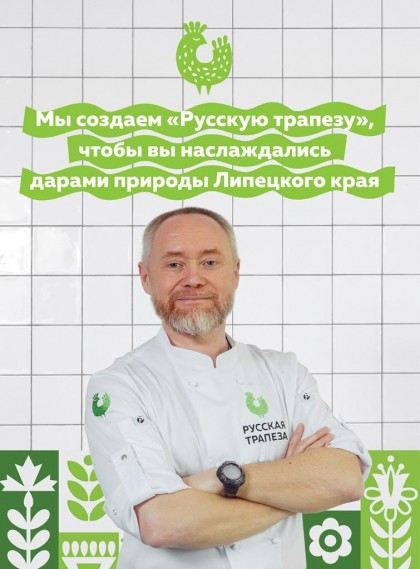 Мы создаем «Русскую трапезу»,
чтобы вы наслаждались
дарами природы Липецкого края
РУССКАЯ
ТРАПЕЗА